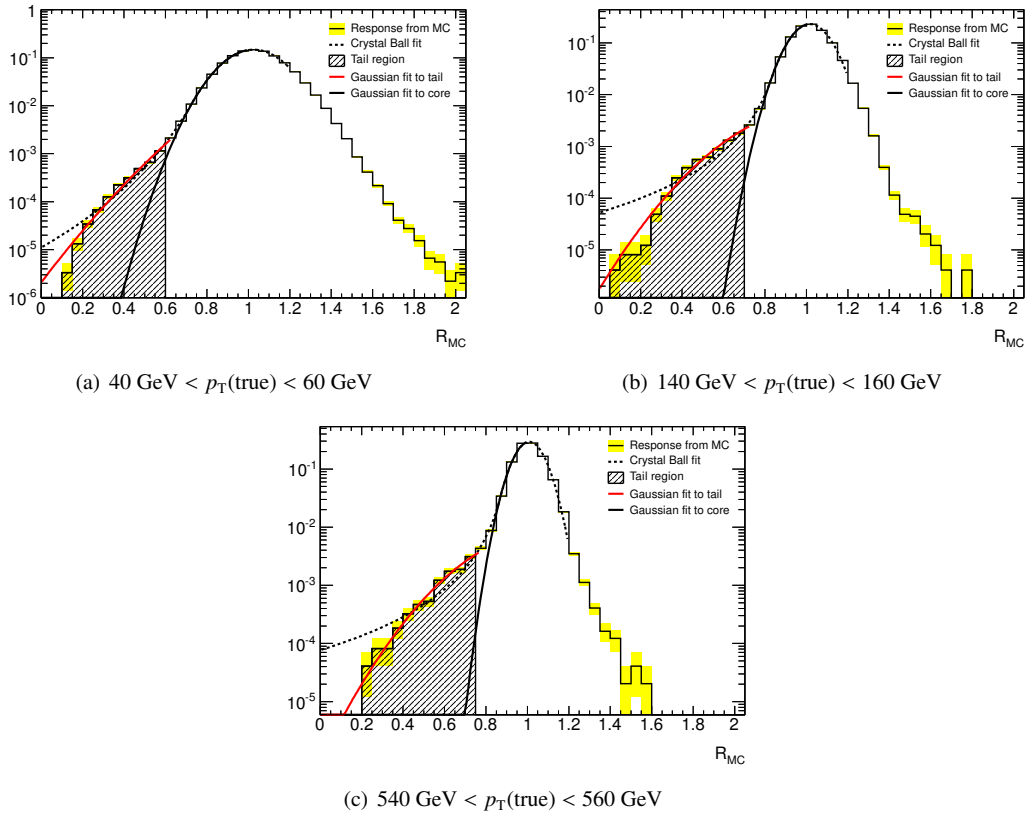 1
10⁻¹
10⁻²
10⁻³
10⁻⁴
10⁻⁵
10⁻⁶
Response from MC
Crystal Ball fit
Tail region
Gaussian fit to tail
Gaussian fit to core
0 0.2 0.4 0.6 0.8 1 1.2 1.4 1.6 1.8 2
R_MC
(a) 40 GeV < p_T(true) < 60 GeV
1
10⁻¹
10⁻²
10⁻³
10⁻⁴
10⁻⁵
Response from MC
Crystal Ball fit
Tail region
Gaussian fit to tail
Gaussian fit to core
0 0.2 0.4 0.6 0.8 1 1.2 1.4 1.6 1.8 2
R_MC
(b) 140 GeV < p_T(true) < 160 GeV
10⁻¹
10⁻²
10⁻³
10⁻⁴
10⁻⁵
Response from MC
Crystal Ball fit
Tail region
Gaussian fit to tail
Gaussian fit to core
0 0.2 0.4 0.6 0.8 1 1.2 1.4 1.6 1.8 2
R_MC
(c) 540 GeV < p_T(true) < 560 GeV